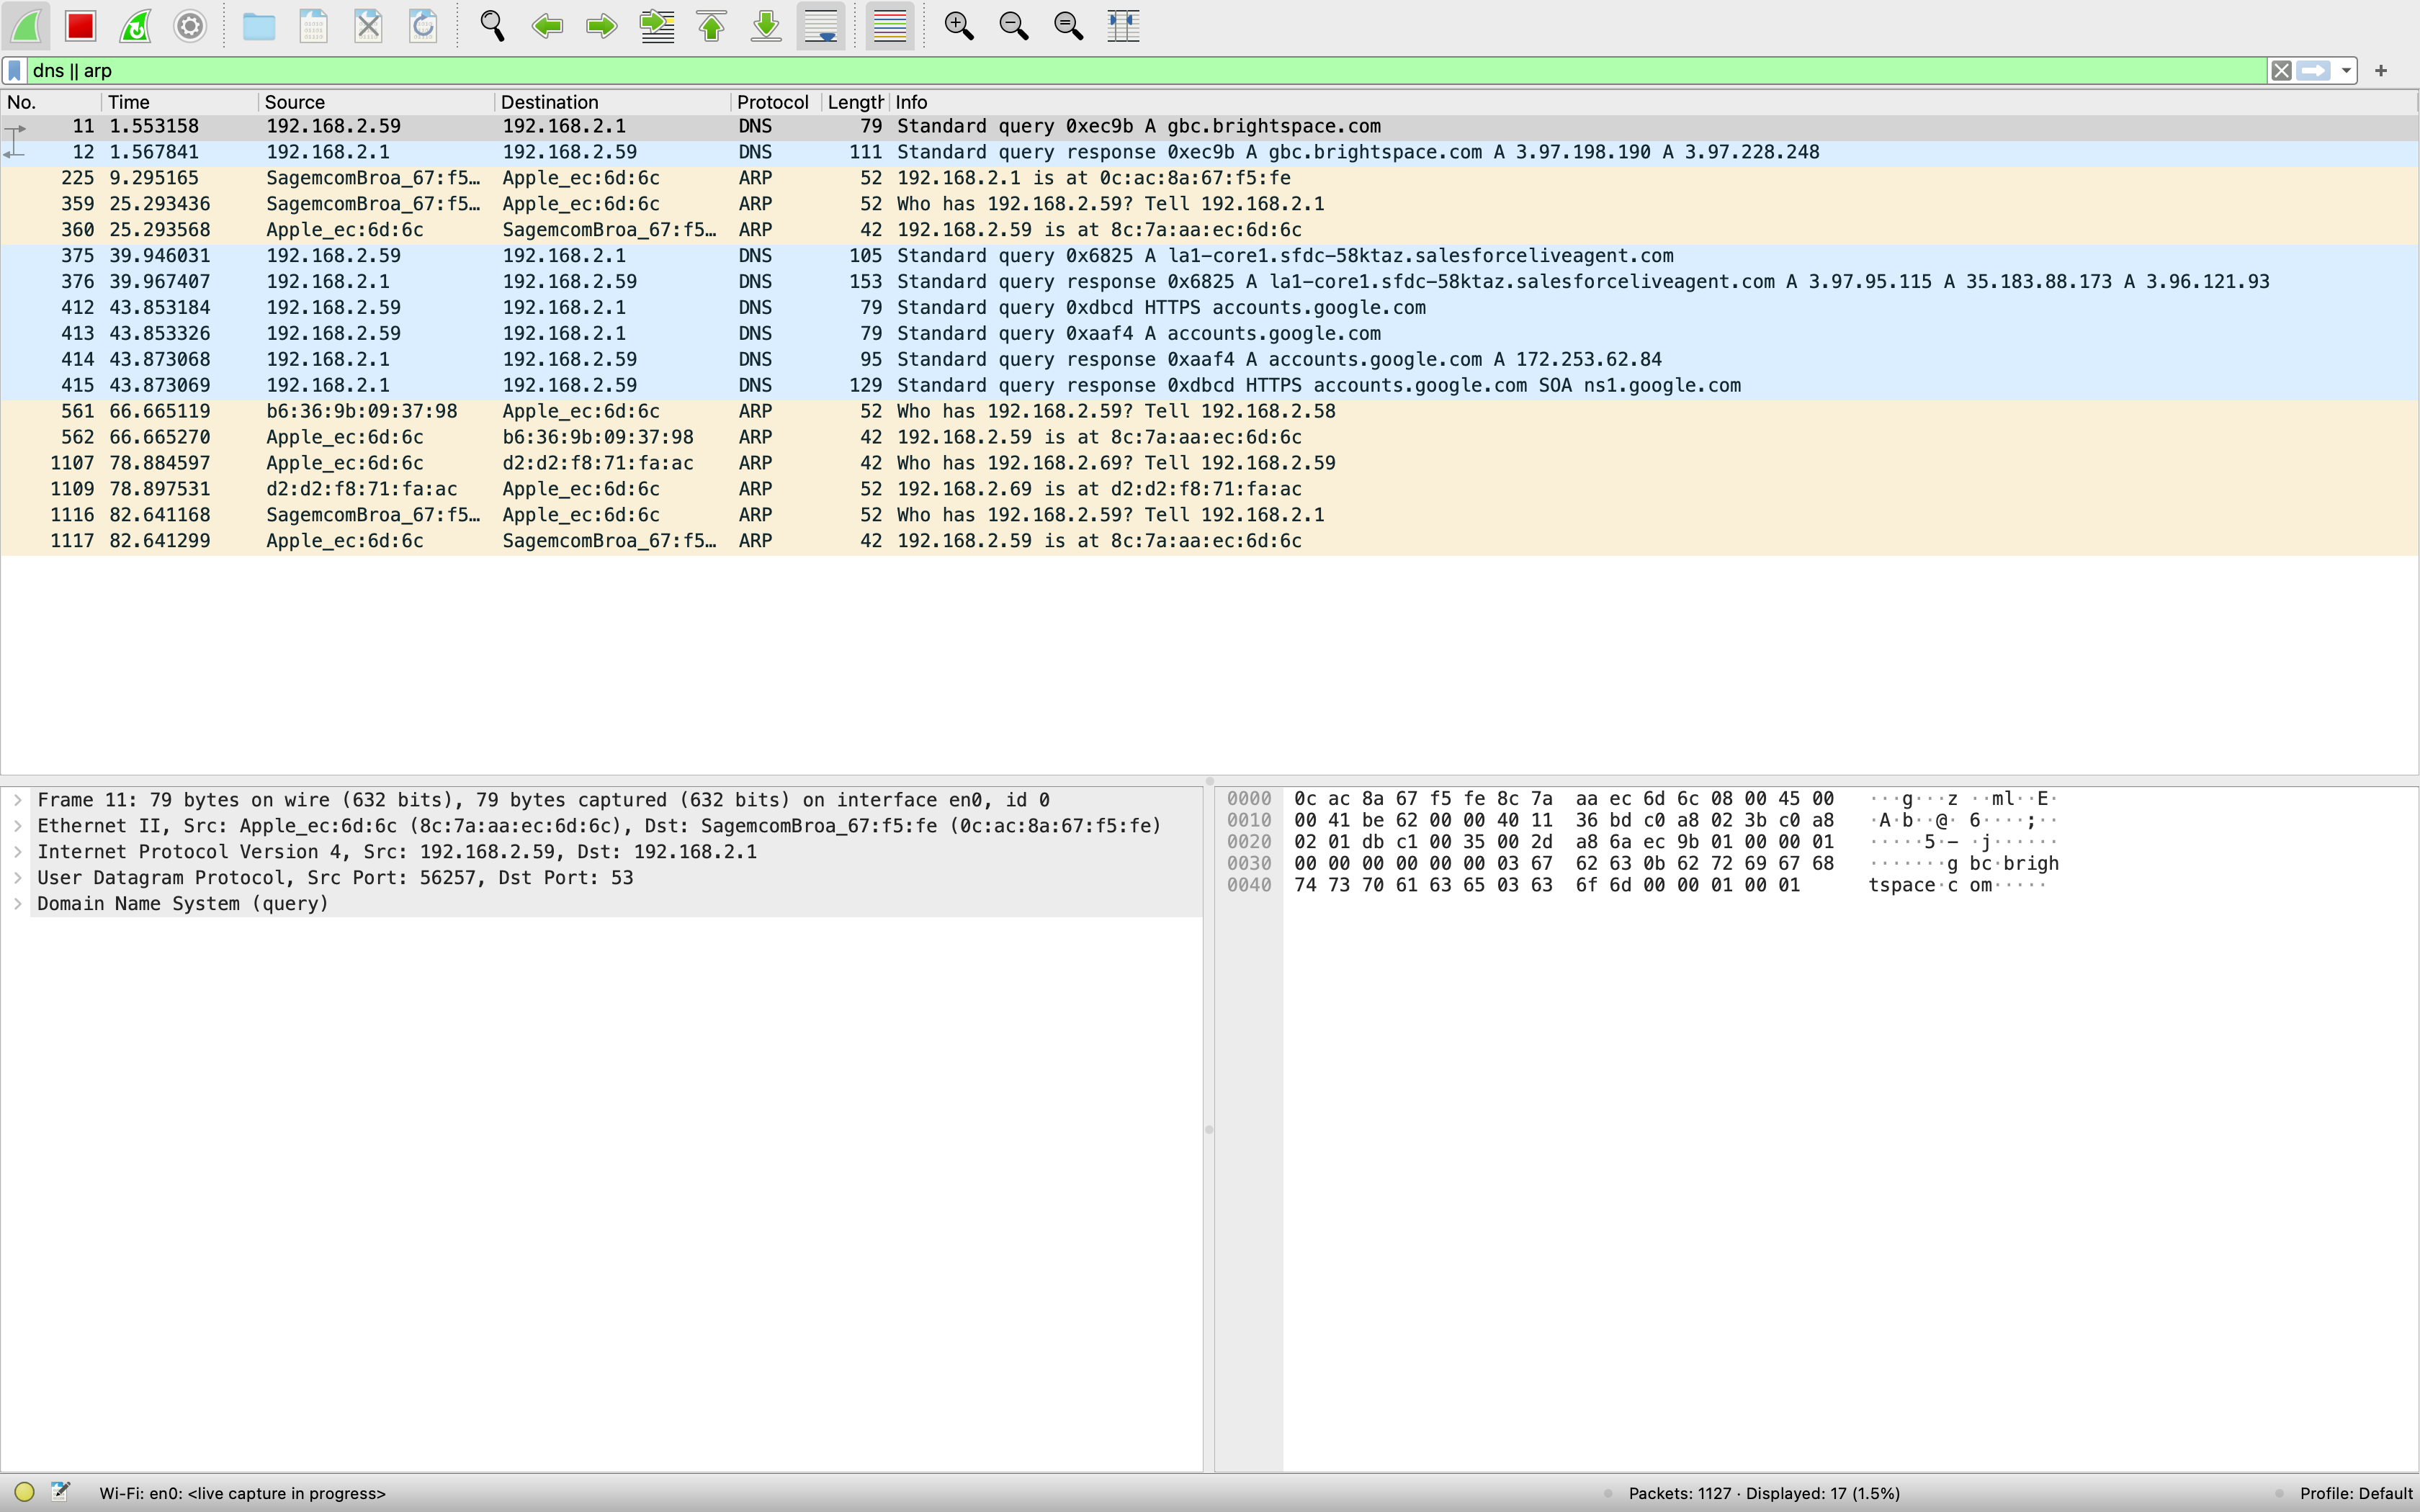 dns || arp
No. Time Source Destination Protocol Length Info
11 1.553158 192.168.2.59 192.168.2.1 DNS 79 Standard query 0xec9b A gbc.brightspace.com
12 1.567841 192.168.2.1 192.168.2.59 DNS 111 Standard query response 0xec9b A gbc.brightspace.com A 3.97.198.190 A 3.97.228.248
225 9.295165 SagemcomBroa_67:f5… Apple_ec:6d:6c ARP 52 192.168.2.1 is at 0c:ac:8a:67:f5:fe
359 25.293436 SagemcomBroa_67:f5… Apple_ec:6d:6c ARP 52 Who has 192.168.2.59? Tell 192.168.2.1
360 25.293568 Apple_ec:6d:6c SagemcomBroa_67:f5… ARP 42 192.168.2.59 is at 8c:7a:aa:ec:6d:6c
375 39.946031 192.168.2.59 192.168.2.1 DNS 105 Standard query 0x6825 A la1-core1.sfdc-58ktaz.salesforceliveagent.com
376 39.967407 192.168.2.1 192.168.2.59 DNS 153 Standard query response 0x6825 A la1-core1.sfdc-58ktaz.salesforceliveagent.com A 3.97.95.115 A 35.183.88.173 A 3.96.121.93
412 43.853184 192.168.2.59 192.168.2.1 DNS 79 Standard query 0xdbcd HTTPS accounts.google.com
413 43.853326 192.168.2.59 192.168.2.1 DNS 79 Standard query 0xaaf4 A accounts.google.com
414 43.873068 192.168.2.1 192.168.2.59 DNS 95 Standard query response 0xaaf4 A accounts.google.com A 172.253.62.84
415 43.873069 192.168.2.1 192.168.2.59 DNS 129 Standard query response 0xdbcd HTTPS accounts.google.com SOA ns1.google.com
561 66.665119 b6:36:9b:09:37:98 Apple_ec:6d:6c ARP 52 Who has 192.168.2.59? Tell 192.168.2.58
562 66.665270 Apple_ec:6d:6c b6:36:9b:09:37:98 ARP 42 192.168.2.59 is at 8c:7a:aa:ec:6d:6c
1107 78.884597 Apple_ec:6d:6c d2:d2:f8:71:fa:ac ARP 42 Who has 192.168.2.69? Tell 192.168.2.59
1109 78.897531 d2:d2:f8:71:fa:ac Apple_ec:6d:6c ARP 52 192.168.2.69 is at d2:d2:f8:71:fa:ac
1116 82.641168 SagemcomBroa_67:f5… Apple_ec:6d:6c ARP 52 Who has 192.168.2.59? Tell 192.168.2.1
1117 82.641299 Apple_ec:6d:6c SagemcomBroa_67:f5… ARP 42 192.168.2.59 is at 8c:7a:aa:ec:6d:6c
Frame 11: 79 bytes on wire (632 bits), 79 bytes captured (632 bits) on interface en0, id 0
Ethernet II, Src: Apple_ec:6d:6c (8c:7a:aa:ec:6d:6c), Dst: SagemcomBroa_67:f5:fe (0c:ac:8a:67:f5:fe)
Internet Protocol Version 4, Src: 192.168.2.59, Dst: 192.168.2.1
User Datagram Protocol, Src Port: 56257, Dst Port: 53
Domain Name System (query)
0000 0c ac 8a 67 f5 fe 8c 7a aa ec 6d 6c 08 00 45 00 ···g···z ··ml··E·
0010 00 41 be 62 00 00 40 11 36 bd c0 a8 02 3b c0 a8 ·A·b··@· 6····;··
0020 02 01 db c1 00 35 00 2d a8 6a ec 9b 01 00 00 01 ·····5·- ·j······
0030 00 00 00 00 00 00 03 67 62 63 0b 62 72 69 67 68 ·······g bc·brigh
0040 74 73 70 61 63 65 03 63 6f 6d 00 00 01 00 01 tspace·c om·····
Wi-Fi: en0: <live capture in progress>
Packets: 1127 · Displayed: 17 (1.5%)
Profile: Default